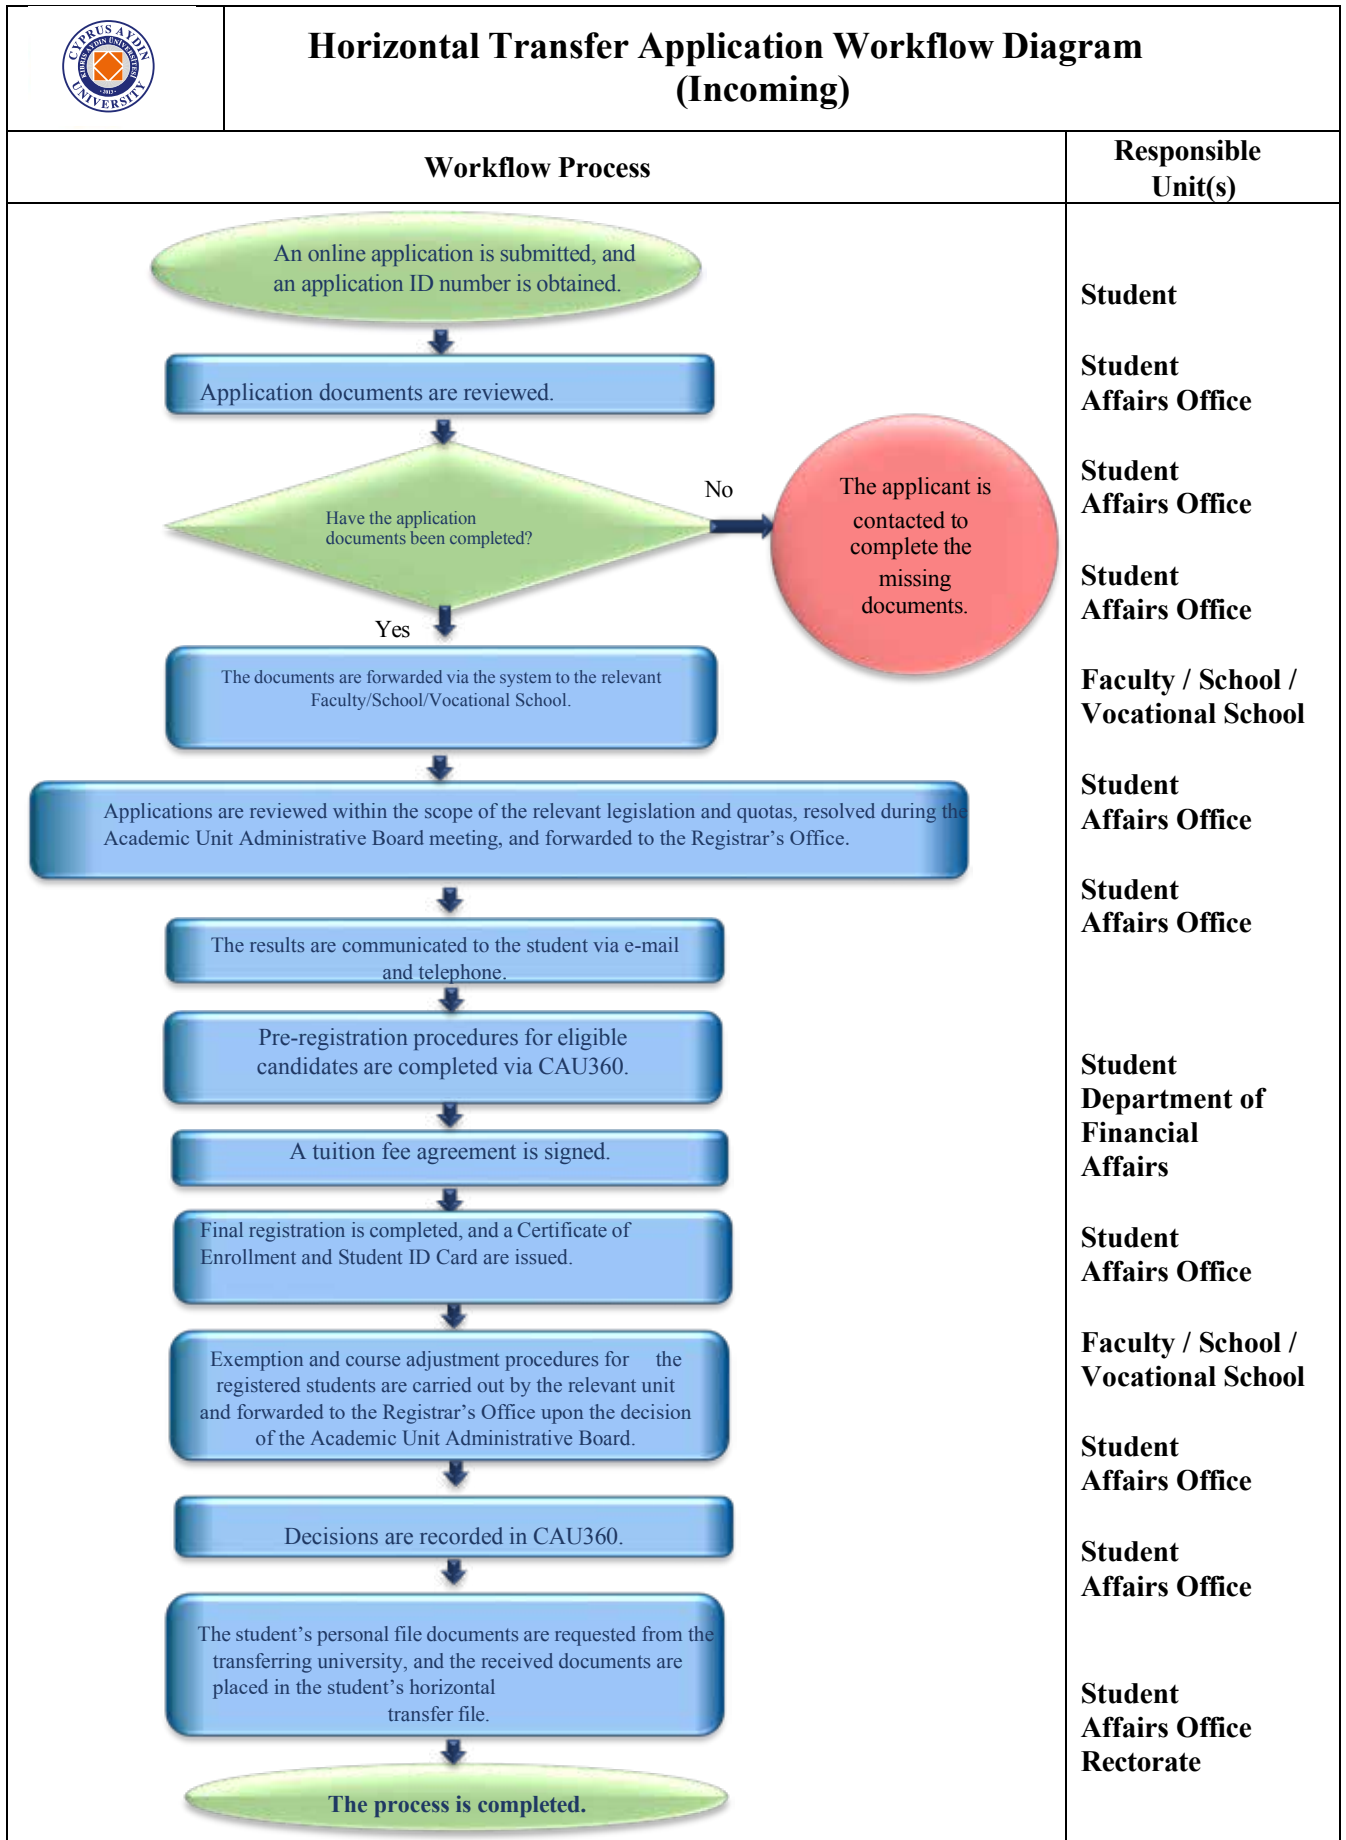 CYPRUS AYDIN
KIBRIS AYDIN ÜNİVERSİTESİ
· 2013 ·
UNIVERSITY
Horizontal Transfer Application Workflow Diagram
(Incoming)
Workflow Process
Responsible
Unit(s)
An online application is submitted, and
an application ID number is obtained.
Application documents are reviewed.
Have the application
documents been completed?
No
The applicant is
contacted to
complete the
missing
documents.
Yes
The documents are forwarded via the system to the relevant
Faculty/School/Vocational School.
Applications are reviewed within the scope of the relevant legislation and quotas, resolved during the
Academic Unit Administrative Board meeting, and forwarded to the Registrar’s Office.
The results are communicated to the student via e-mail
and telephone.
Pre-registration procedures for eligible
candidates are completed via CAU360.
A tuition fee agreement is signed.
Final registration is completed, and a Certificate of
Enrollment and Student ID Card are issued.
Exemption and course adjustment procedures for the
registered students are carried out by the relevant unit
and forwarded to the Registrar’s Office upon the decision
of the Academic Unit Administrative Board.
Decisions are recorded in CAU360.
The student’s personal file documents are requested from the
transferring university, and the received documents are
placed in the student’s horizontal
transfer file.
The process is completed.
Student
Student
Affairs Office
Student
Affairs Office
Student
Affairs Office
Faculty / School /
Vocational School
Student
Affairs Office
Student
Affairs Office
Student
Department of
Financial
Affairs
Student
Affairs Office
Faculty / School /
Vocational School
Student
Affairs Office
Student
Affairs Office
Student
Affairs Office
Rectorate